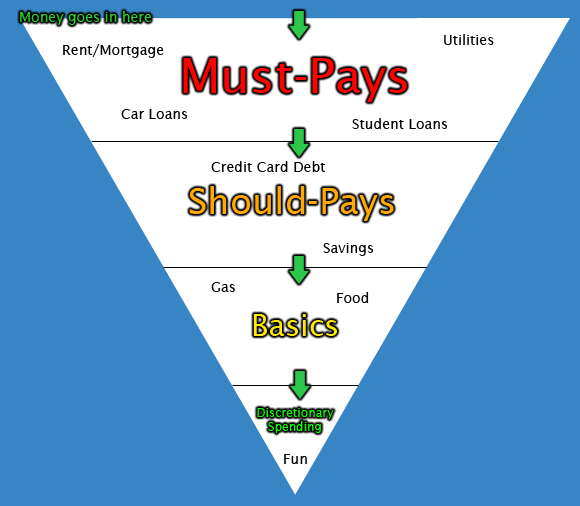 Money goes in here
Utilities
Rent/Mortgage
Must-Pays
Car Loans
Student Loans
Credit Card Debt
Should-Pays
Savings
Gas
Food
Basics
Discretionary
Spending
Fun